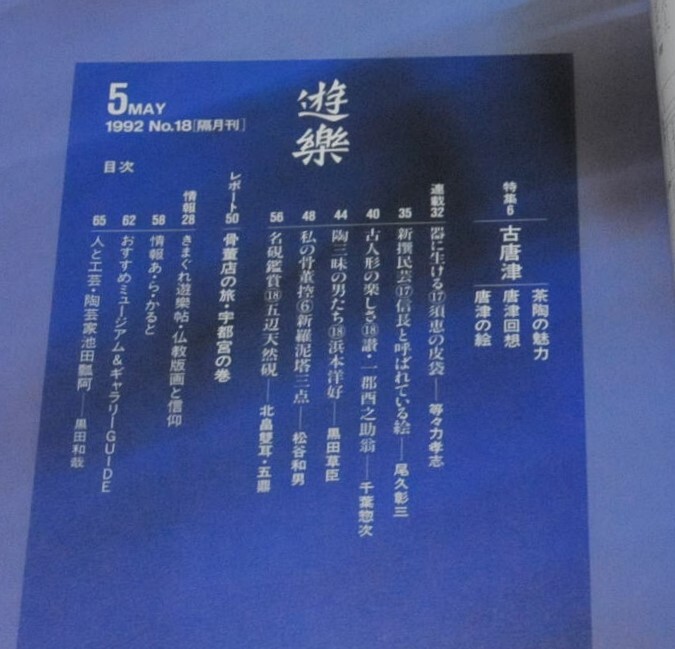 5 MAY
1992 No.18[隔月刊]
遊樂
目次
特集6 古唐津
茶陶の魅力
唐津回想
唐津の絵
連載32 器に生ける⑰須恵の皮袋──等々力孝志
35 新撰民芸⑰信長と呼ばれている絵──尾久彰三
40 古人形の楽しさ⑱讃・一郡西之助翁──千葉惣次
44 陶三昧の男たち⑱浜本洋好──黒田草臣
48 私の骨董控⑥新羅泥塔三点──松谷和男
56 名硯鑑賞⑱五辺天然硯──北畠雙耳・五鼎
レポート50 骨董店の旅・宇都宮の巻
情報28 きまぐれ遊樂帖・仏教版画と信仰
58 情報あ・ら・かると
62 おすすめミュージアム&ギャラリーGUIDE
65 人と工芸・陶芸家池田瓢阿──黒田和哉